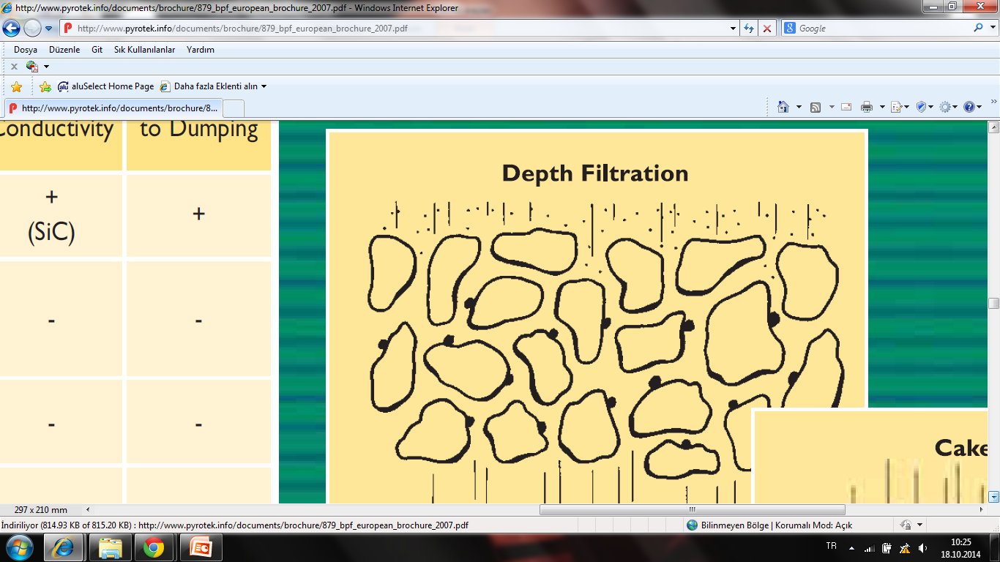 http://www.pyrotek.info/documents/brochure/879_bpf_european_brochure_2007.pdf - Windows Internet Explorer
http://www.pyrotek.info/documents/brochure/879_bpf_european_brochure_2007.pdf
Google
Dosya Düzenle Git Sık Kullanılanlar Yardım
aluSelect Home Page Daha fazla Eklenti alın
http://www.pyrotek.info/documents/brochure/8...
Conductivity
to Dumping
+
(SiC)
+
-
-
-
-
Depth Filtration
Cake
297 x 210 mm
İndiriliyor (814.93 KB of 815.20 KB) : http://www.pyrotek.info/documents/brochure/879_bpf_european_brochure_2007.pdf
Bilinmeyen Bölge | Korumalı Mod: Açık
TR
10:25
18.10.2014